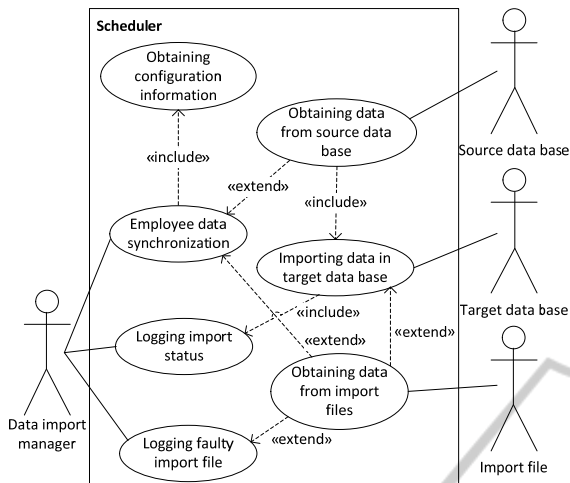 Scheduler
Obtaining
configuration
information
Obtaining data
from source data
base
Source data base
«include»
«extend»
«include»
Employee data
synchronization
Importing data in
target data base
Target data base
«include»
«extend»
«extend»
Logging import
status
Obtaining data
from import
files
Data import
manager
«extend»
Logging faulty
import file
Import file